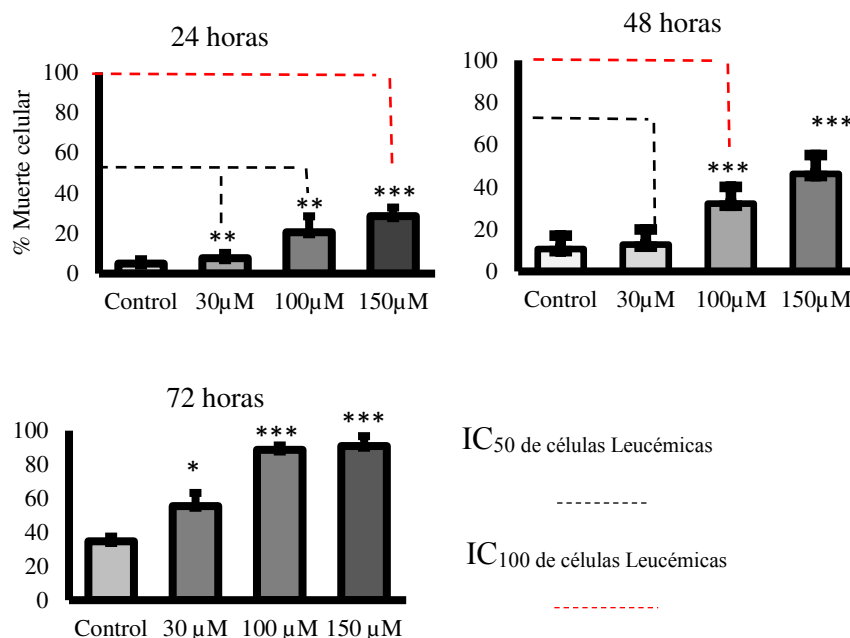 24 horas
% Muerte celular
100
80
60
40
20
0
** ** ***
Control 30µM 100µM 150µM
48 horas
100
80
60
40
20
0
*** ***
Control 30µM 100µM 150µM
72 horas
100
80
60
40
20
0
* *** ***
Control 30 µM 100 µM 150 µM
IC50 de células Leucémicas
IC100 de células Leucémicas